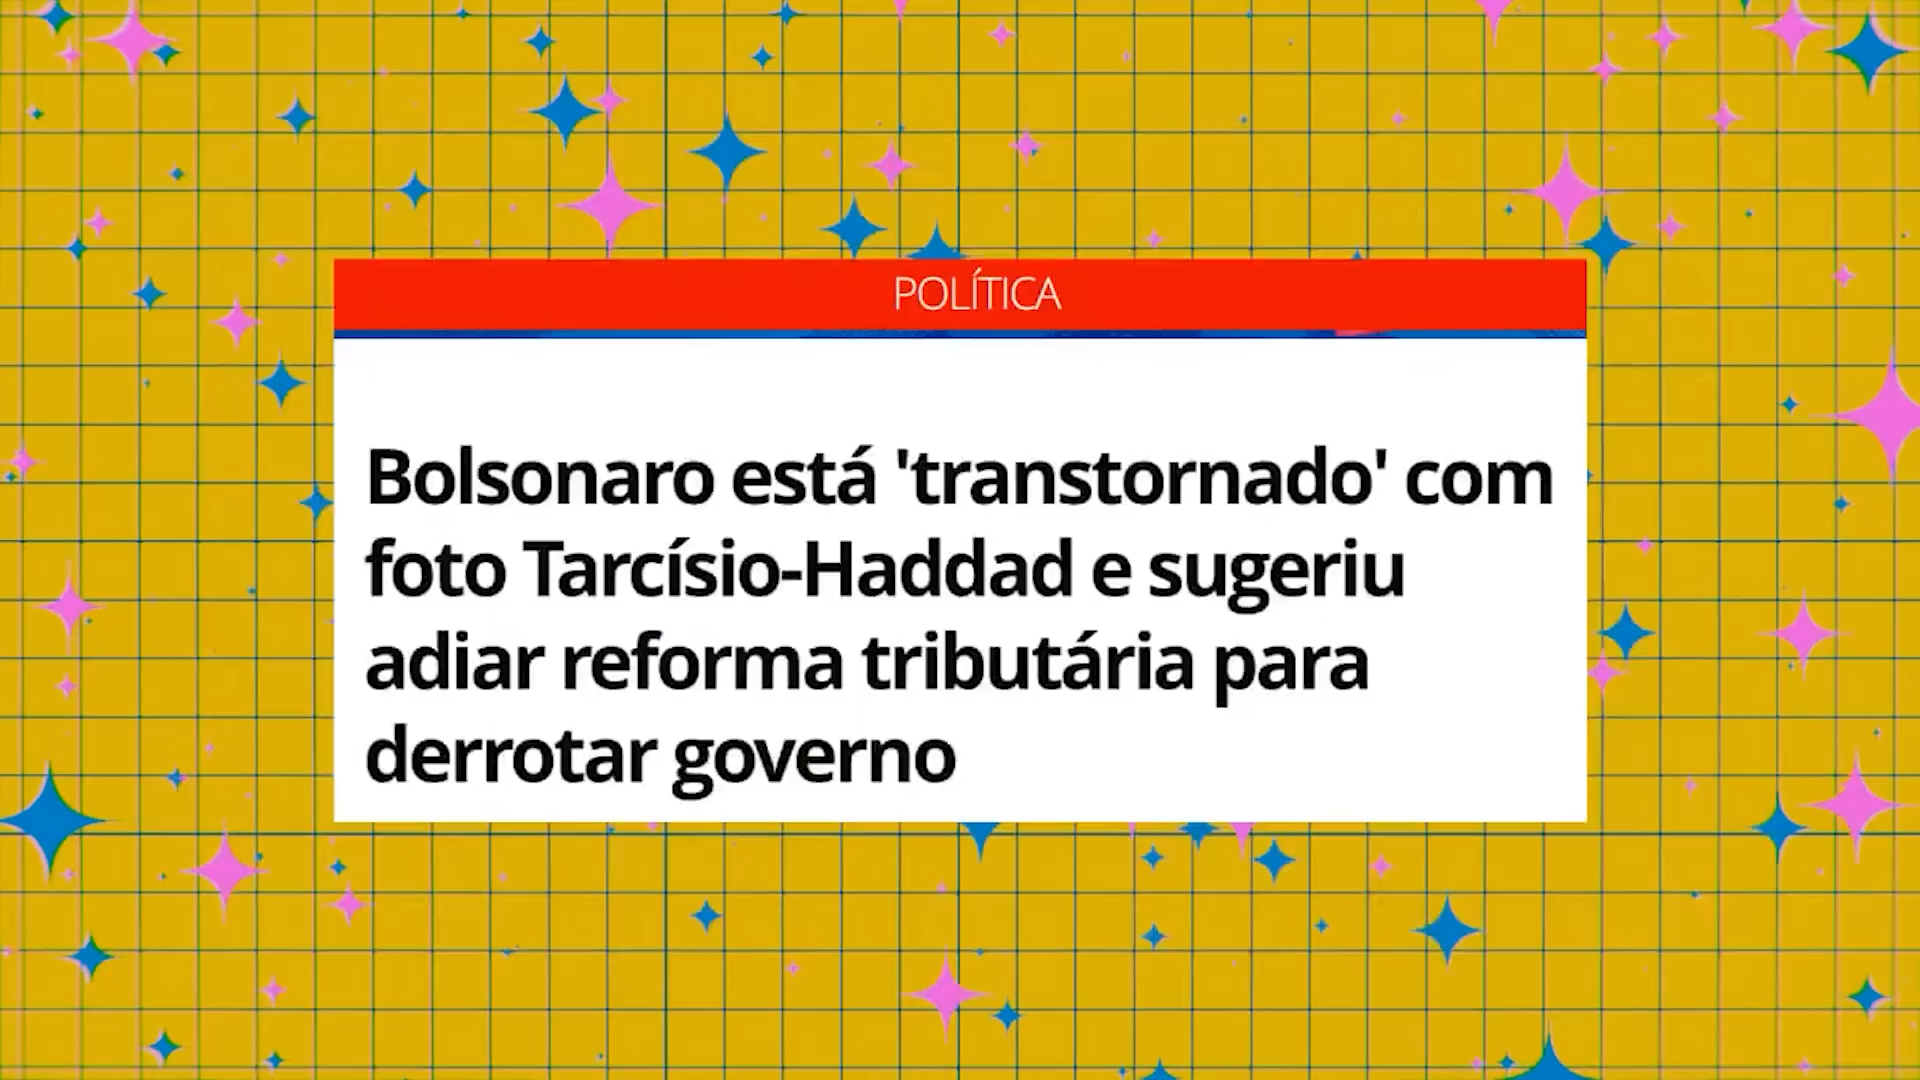 POLÍTICA
Bolsonaro está 'transtornado' com
foto Tarcísio-Haddad e sugeriu
adiar reforma tributária para
derrotar governo